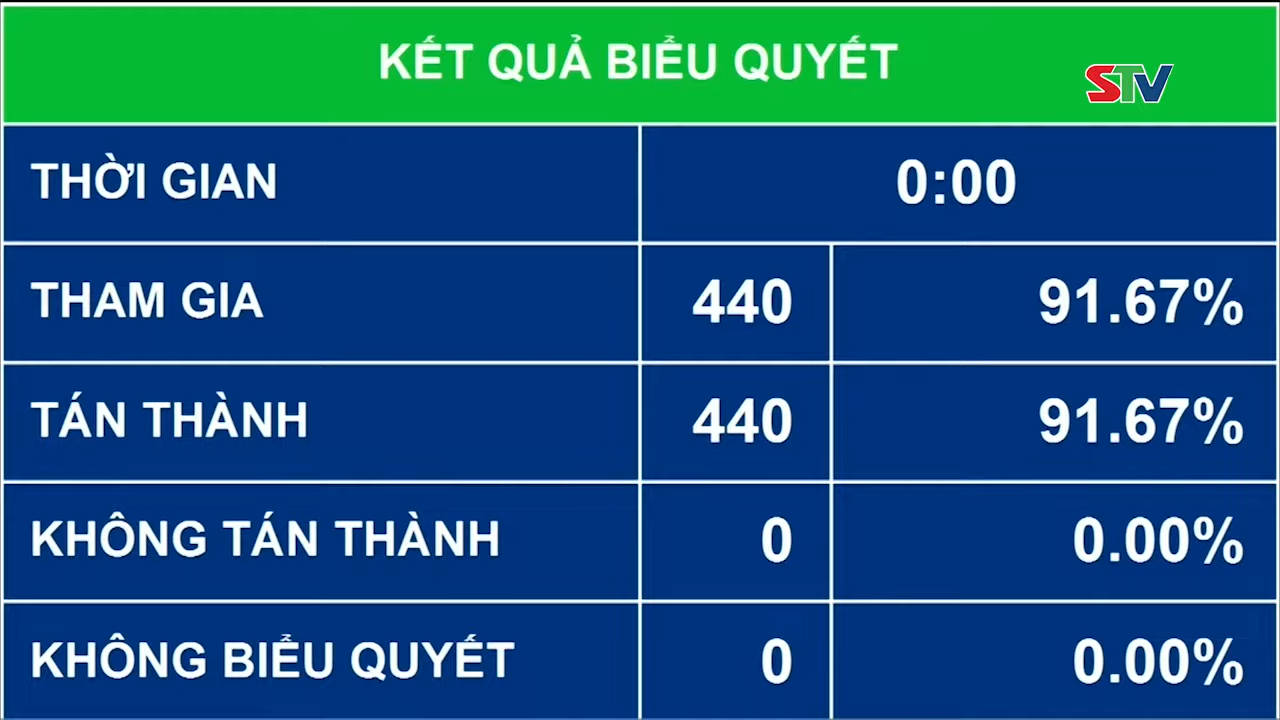 KẾT QUẢ BIỂU QUYẾT
STV
THỜI GIAN 0:00
THAM GIA 440 91.67%
TÁN THÀNH 440 91.67%
KHÔNG TÁN THÀNH 0 0.00%
KHÔNG BIỂU QUYẾT 0 0.00%